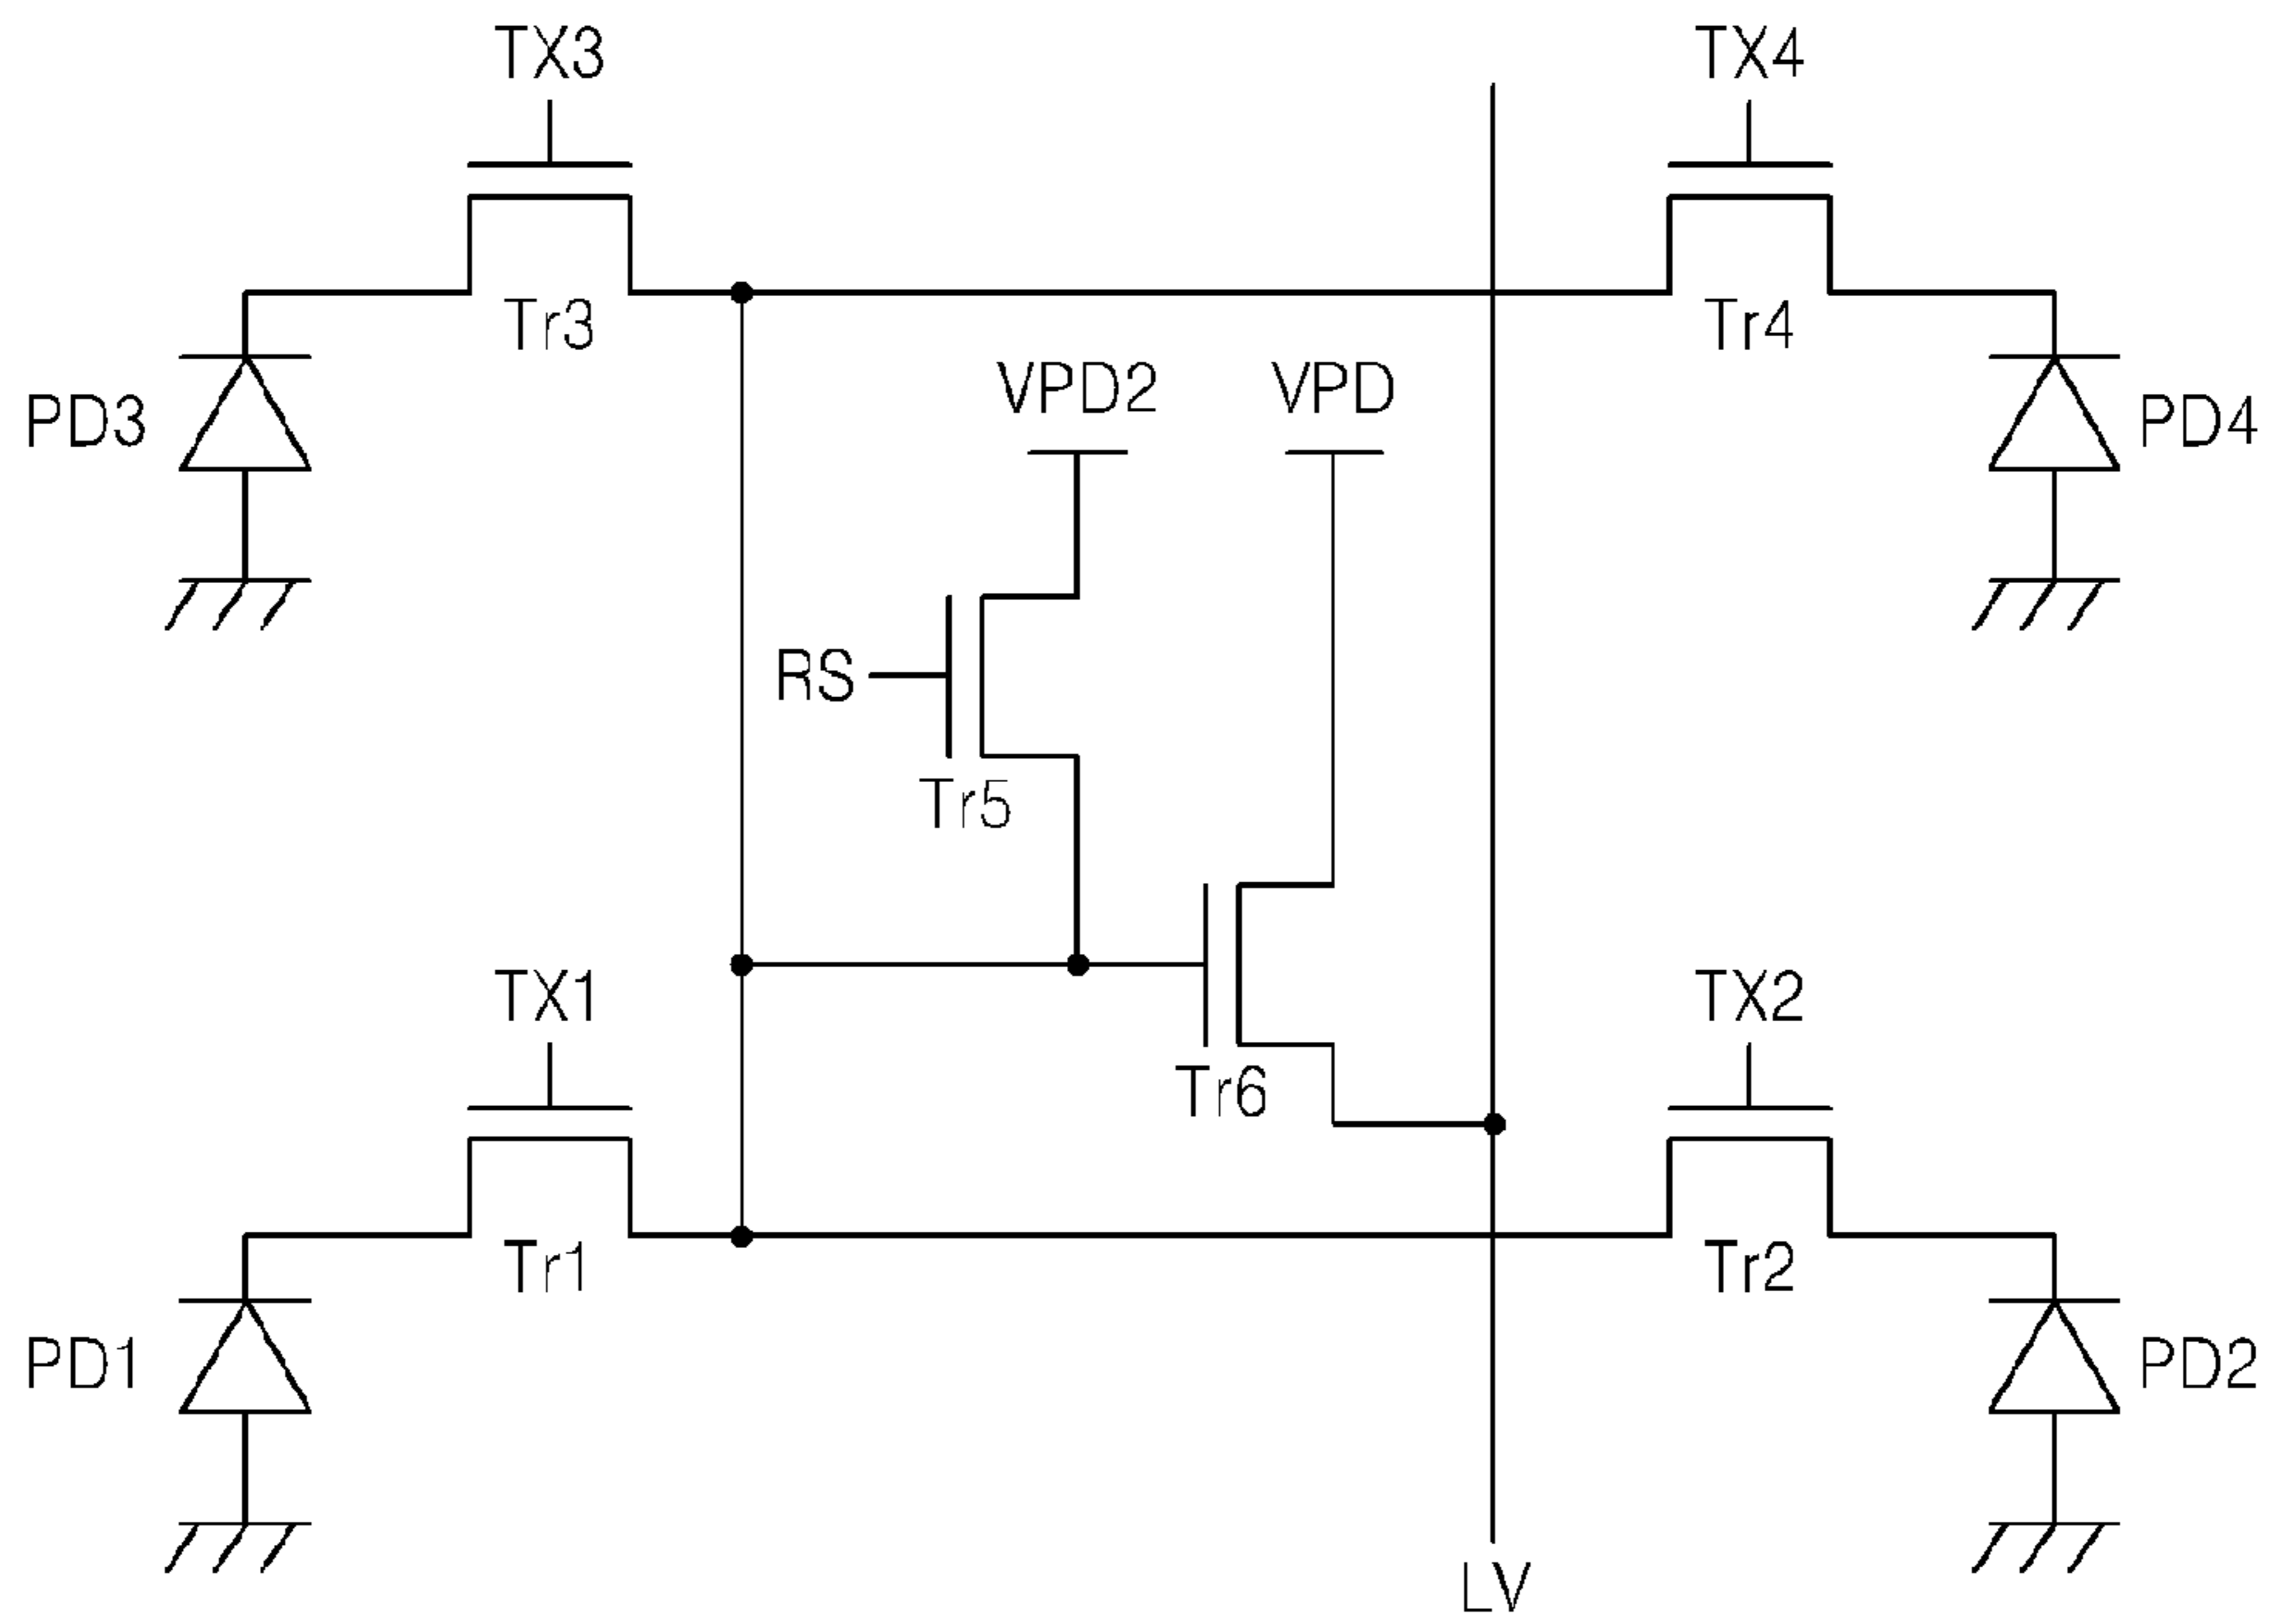 TX3
TX4
Tr3
Tr4
VPD2
VPD
PD3
PD4
RS
Tr5
TX1
TX2
Tr6
Tr1
Tr2
PD1
PD2
LV